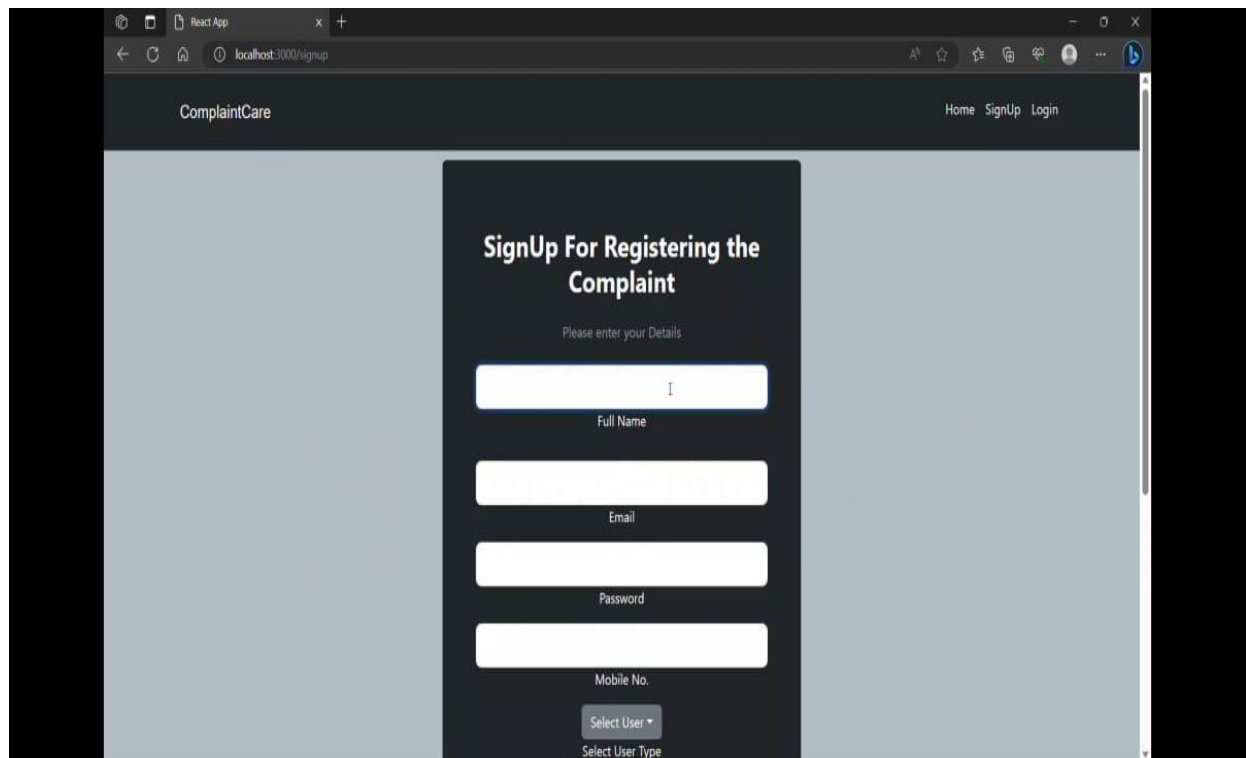 React App
localhost:3000/signup
ComplaintCare
Home SignUp Login
SignUp For Registering the
Complaint
Please enter your Details
Full Name
Email
Password
Mobile No.
Select User
Select User Type